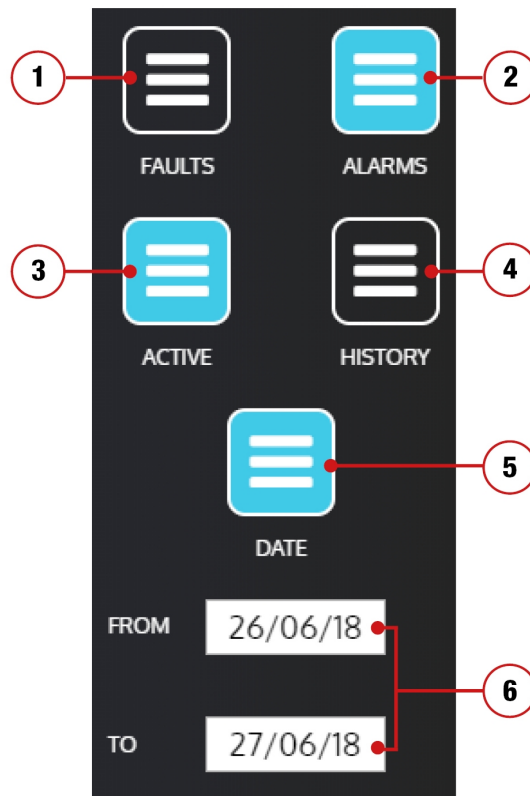 1 2
FAULTS ALARMS
3 4
ACTIVE HISTORY
5
DATE
FROM 26/06/18
6
TO 27/06/18